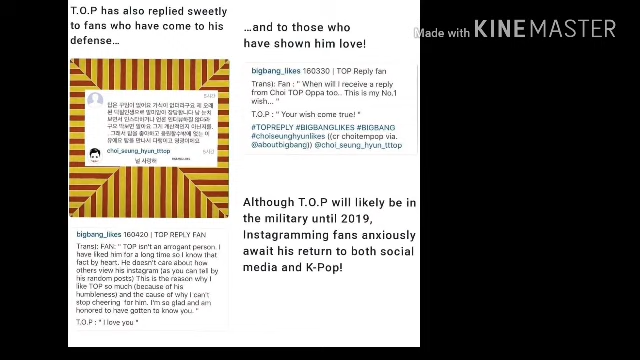 T.O.P has also replied sweetly
to fans who have come to his
defense...
choi_seung_hyun_tttop
널 사랑해
bigbang_likes 160420 | TOP REPLY FAN
Trans): FAN: " TOP isn't an arrogant person. I
have liked him for a long time so I know that
fact by heart. He doesn't care about how
others view his instagram (as you can tell by
his random posts) This is the reason why I
like TOP so much (because of his
humbleness) and the cause of why I can't
stop cheering for him. I'm so glad and am
honored to have gotten to know you. "
T.O.P : " I love you "
...and to those who
have shown him love!
bigbang_likes 160330 | TOP Reply fan
Trans) : Fan : " When will I receive a reply
from Choi TOP Oppa too.. This is my No.1
wish... "
T.O.P : " Your wish come true! "
#TOPREPLY #BIGBANGLIKES #BIGBANG
#choiseunghyunlikes ((cr choitempop via.
@aboutbigbang)) @choi_seung_hyun_tttop
Although T.O.P will likely be in
the military until 2019,
Instagramming fans anxiously
await his return to both social
media and K-Pop!
Made with KINEMASTER